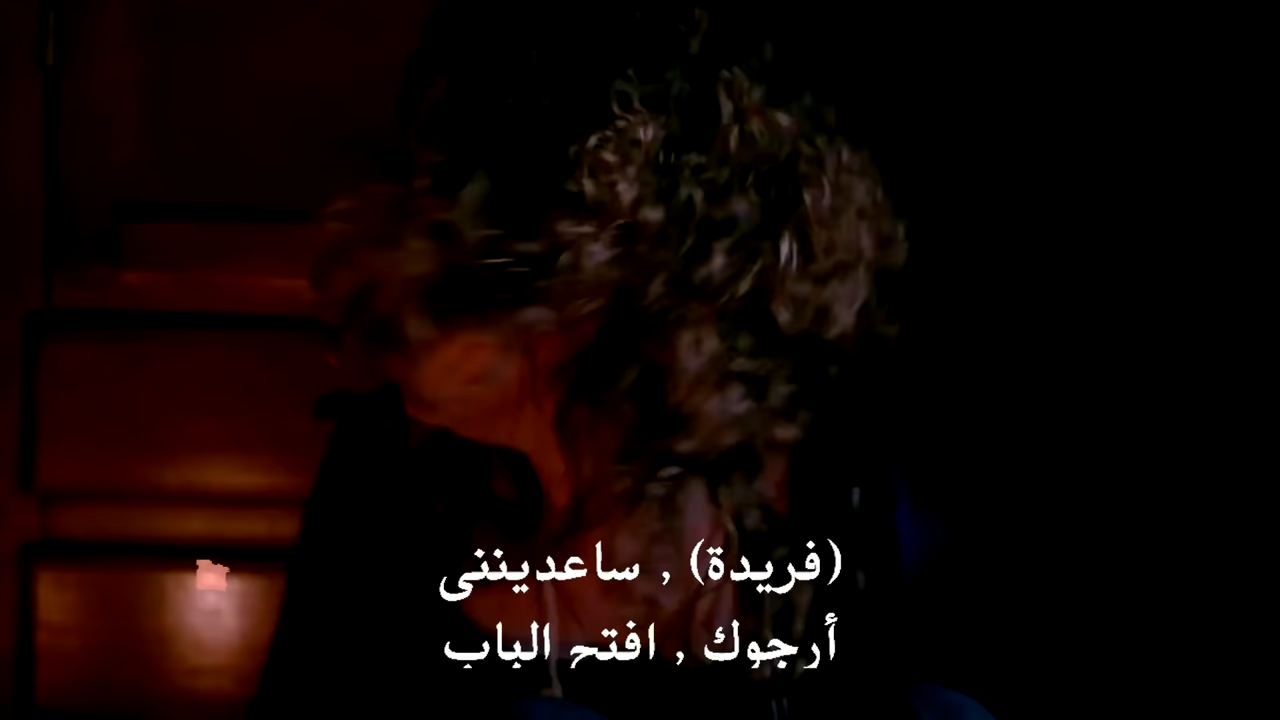 (فريدة) , ساعديننى
أرجوك , افتح الباب